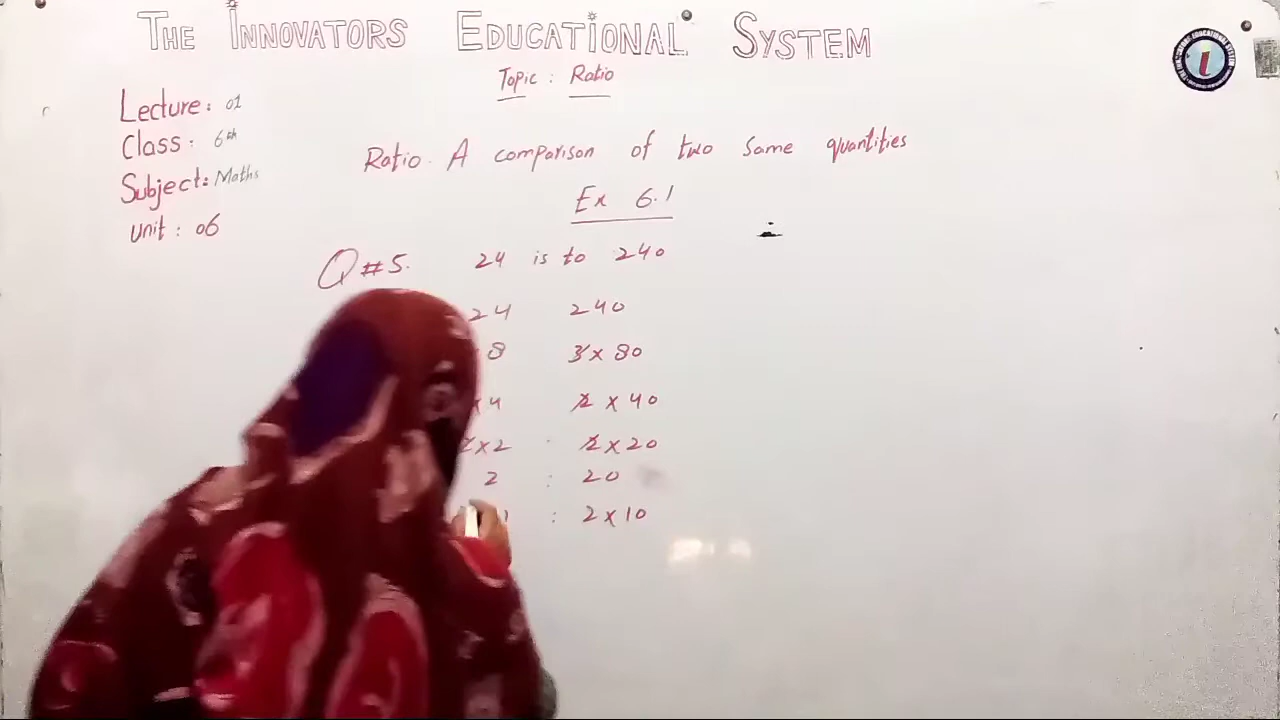 THE INNOVATORS EDUCATIONAL SYSTEM
Topic : Ratio
Lecture: 01
Class: 6th
Subject: Maths
Unit : 06
Ratio. A comparison of two same quantities
Ex 6.1
Q#5. 24 is to 240
24 240
8 3 x 80
x 4 2 x 40
2 x 2 : 2 x 20
2 : 20
: 2 x 10